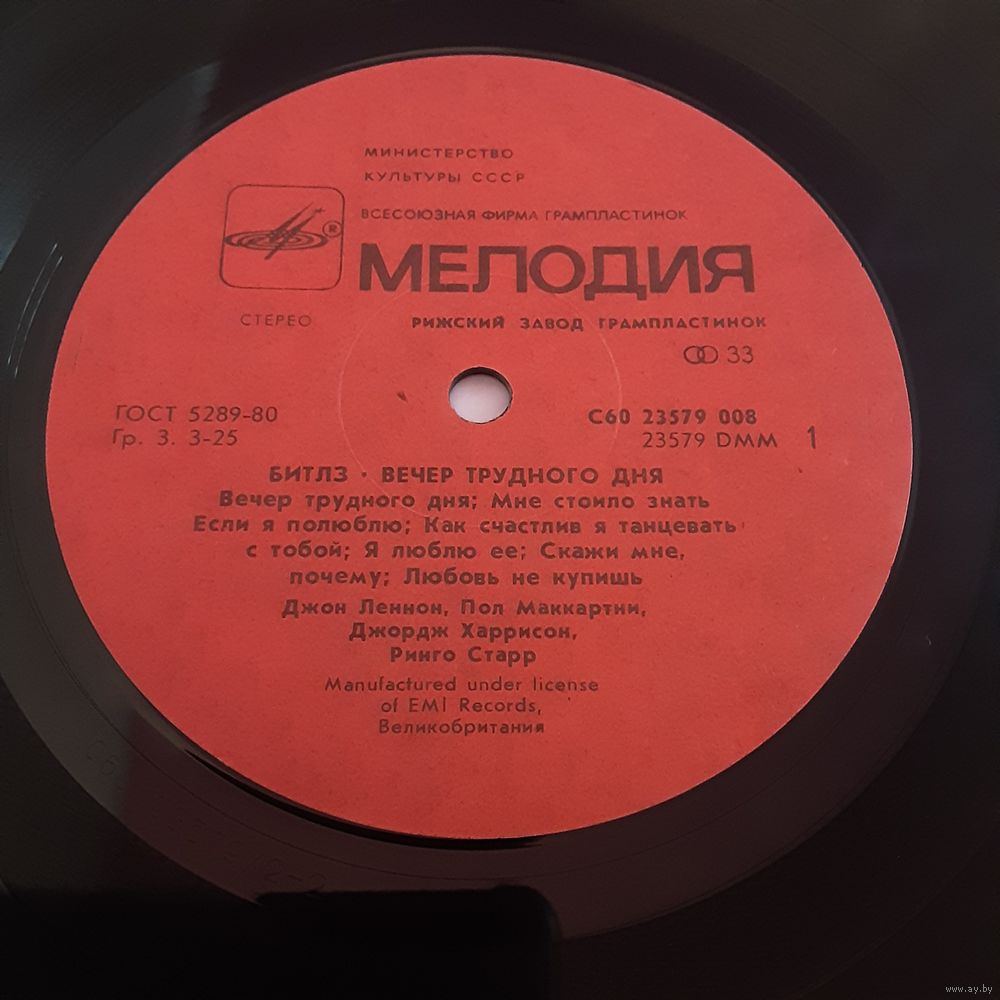 МИНИСТЕРСТВО
КУЛЬТУРЫ СССР
ВСЕСОЮЗНАЯ ФИРМА ГРАМПЛАСТИНОК
®
МЕЛОДИЯ
СТЕРЕО
РИЖСКИЙ ЗАВОД ГРАМПЛАСТИНОК
33
ГОСТ 5289-80
Гр. 3. 3-25
С60 23579 008
23579 DMM 1
БИТЛЗ · ВЕЧЕР ТРУДНОГО ДНЯ
Вечер трудного дня; Мне стоило знать
Если я полюблю; Как счастлив я танцевать
с тобой; Я люблю ее; Скажи мне,
почему; Любовь не купишь
Джон Леннон, Пол Маккартни,
Джордж Харрисон,
Ринго Старр
Manufactured under license
of EMI Records,
Великобритания
www.ay.by